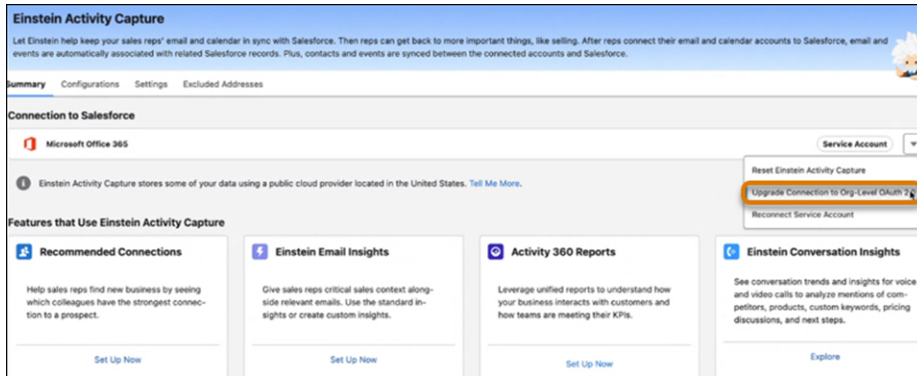 Einstein Activity Capture
Let Einstein help keep your sales reps' email and calendar in sync with Salesforce. Then reps can get back to more important things, like selling. After reps connect their email and calendar accounts to Salesforce, email and
events are automatically associated with related Salesforce records. Plus, contacts and events are synced between the connected accounts and Salesforce.
Summary Configurations Settings Excluded Addresses
Connection to Salesforce
Microsoft Office 365 Service Account
Reset Einstein Activity Capture
Einstein Activity Capture stores some of your data using a public cloud provider located in the United States. Tell Me More.
Upgrade Connection to Org-Level OAuth 2.0
Reconnect Service Account
Features that Use Einstein Activity Capture
Recommended Connections
Help sales reps find new business by seeing
which colleagues have the strongest connec-
tion to a prospect.
Set Up Now
Einstein Email Insights
Give sales reps critical sales context along-
side relevant emails. Use the standard in-
sights or create custom insights.
Set Up Now
Activity 360 Reports
Leverage unified reports to understand how
your business interacts with customers and
how teams are meeting their KPIs.
Set Up Now
Einstein Conversation Insights
See conversation trends and insights for voice
and video calls to analyze mentions of com-
petitors, products, custom keywords, pricing
discussions, and next steps.
Explore